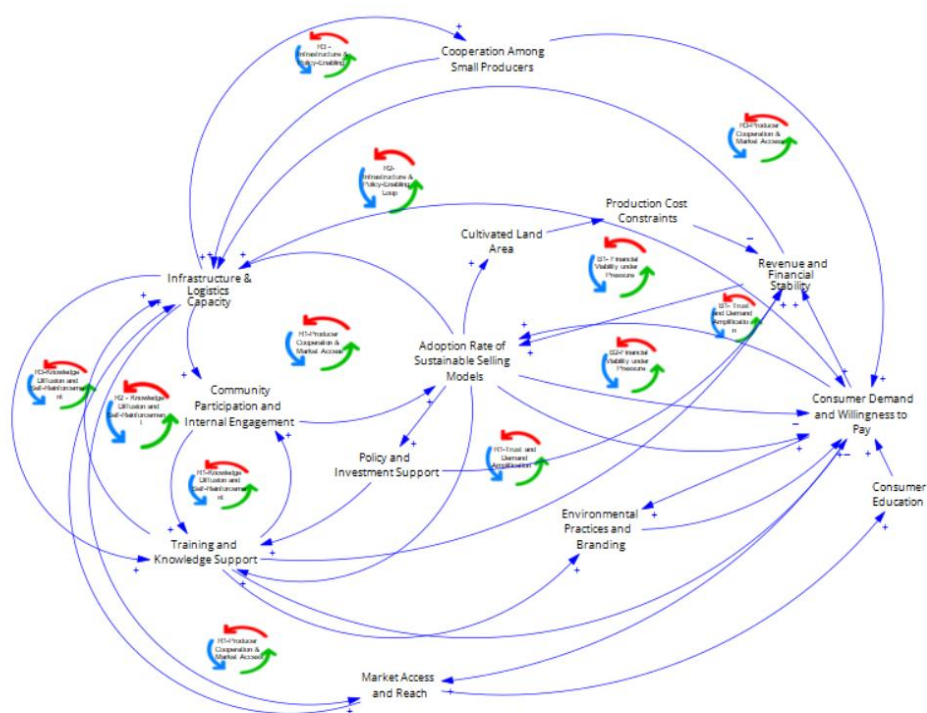 Cooperation Among
Small Producers
Infrastructure &
Policy-Enabling
R3-Producer
Cooperation &
Market Access
R2-
Infrastructure &
Policy-Enabling
Loop
Production Cost
Constraints
Cultivated Land
Area
Revenue and
Financial
Stability
Infrastructure &
Logistics
Capacity
B1- Financial
Viability under
Pressure
B1- Trust
and Demand
Amplification
R1-Producer
Cooperation &
Market Access
Adoption Rate of
Sustainable Selling
Models
B2-Financial
Viability under
Pressure
R3-Knowledge
Diffusion and
Self-Reinforcement
R2 - Knowledge
Diffusion and
Self-Reinforcement
Community
Participation and
Internal Engagement
Consumer Demand
and Willingness to
Pay
R1-Knowledge
Diffusion and
Self-Reinforcement
Policy and
Investment Support
R1-Trust and
Demand
Amplification
Consumer
Education
Environmental
Practices and
Branding
Training and
Knowledge Support
R1-Producer
Cooperation &
Market Access
Market Access
and Reach